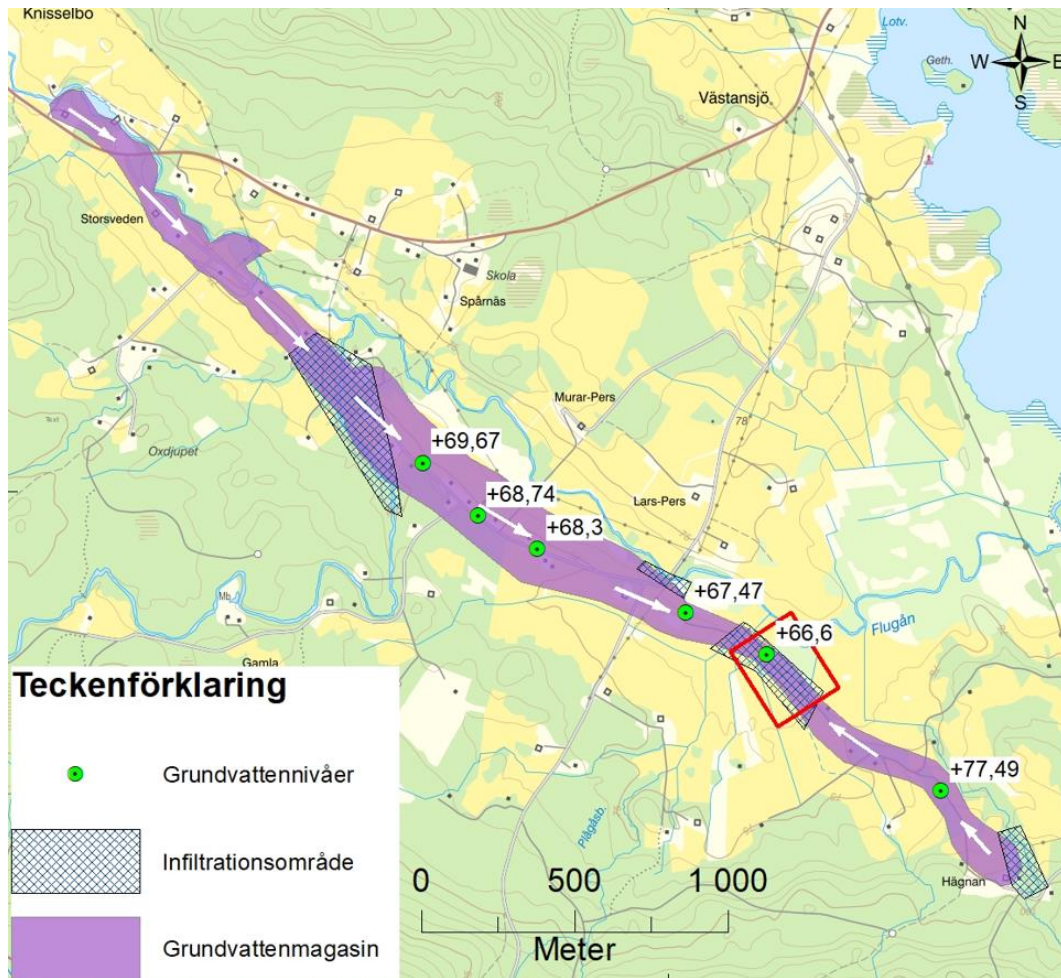 Knisselbo
Lotv.
N
Geth.
W
E
Västansjö
S
Storsveden
Skola
Spårnäs
Murar-Pers
78
Oxdjupet
+69,67
+68,74
Lars-Pers
+68,3
+67,47
Mb.
Flugån
+66,6
Gamla
Teckenförklaring
+77,49
75
Grundvattennivåer
Plågåsb.
0
500
1 000
Hägnan
Infiltrationsområde
Meter
Grundvattenmagasin